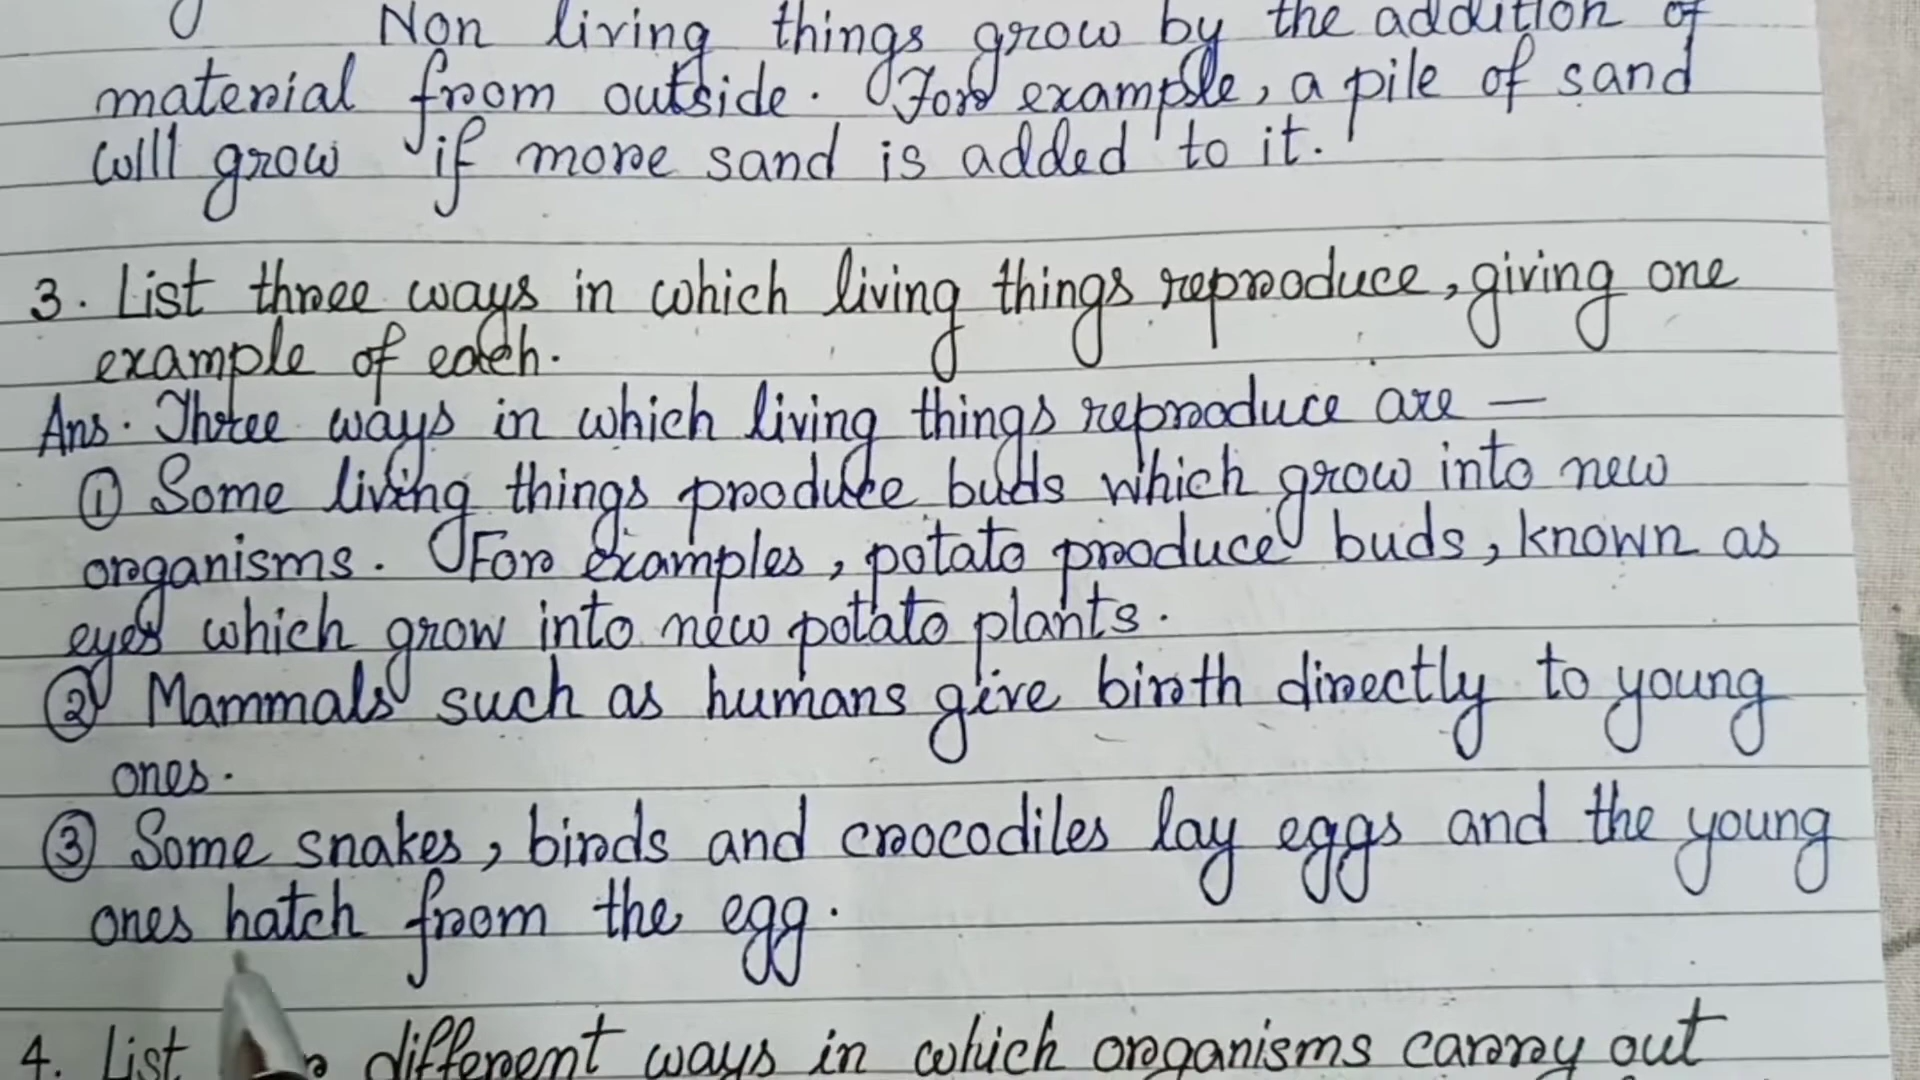 Non living things grow by the addition of
material from outside. For example, a pile of sand
will grow if more sand is added to it.
3. List three ways in which living things reproduce, giving one
example of each.
Ans. Three ways in which living things reproduce are —
① Some living things produce buds which grow into new
organisms. For examples, potato produce buds, known as
eyes which grow into new potato plants.
② Mammals such as humans give birth directly to young
ones.
③ Some snakes, birds and crocodiles lay eggs and the young
ones hatch from the egg.
4. List different ways in which organisms carry out